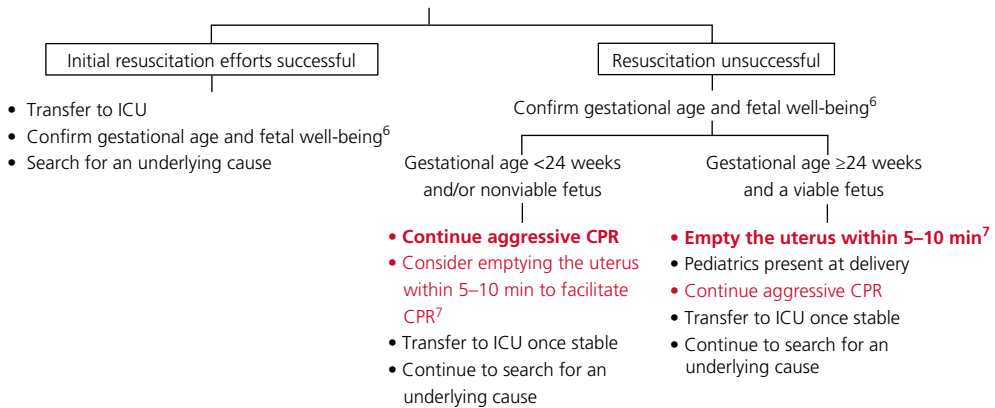 Initial resuscitation efforts successful
• Transfer to ICU
• Confirm gestational age and fetal well-being⁶
• Search for an underlying cause
Resuscitation unsuccessful
Confirm gestational age and fetal well-being⁶
Gestational age <24 weeks
and/or nonviable fetus
• Continue aggressive CPR
• Consider emptying the uterus
within 5–10 min to facilitate
CPR⁷
• Transfer to ICU once stable
• Continue to search for an
underlying cause
Gestational age ≥24 weeks
and a viable fetus
• Empty the uterus within 5–10 min⁷
• Pediatrics present at delivery
• Continue aggressive CPR
• Transfer to ICU once stable
• Continue to search for an
underlying cause